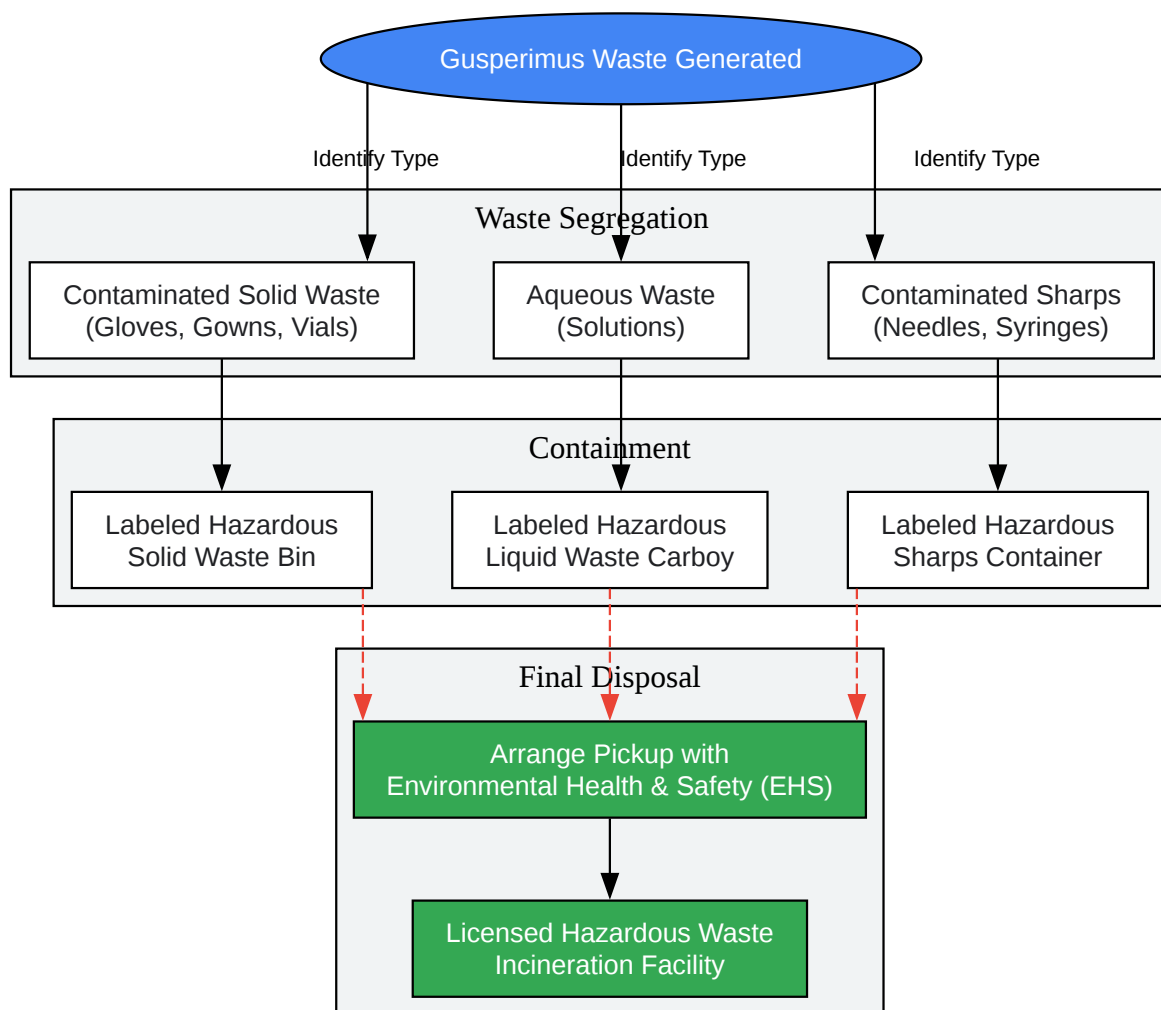 Gusperimus Waste Generated
Identify Type
Identify Type
Identify Type
Waste Segregation
Contaminated Solid Waste
(Gloves, Gowns, Vials)
Aqueous Waste
(Solutions)
Contaminated Sharps
(Needles, Syringes)
Containment
Labeled Hazardous
Solid Waste Bin
Labeled Hazardous
Liquid Waste Carboy
Labeled Hazardous
Sharps Container
Final Disposal
Arrange Pickup with
Environmental Health & Safety (EHS)
Licensed Hazardous Waste
Incineration Facility